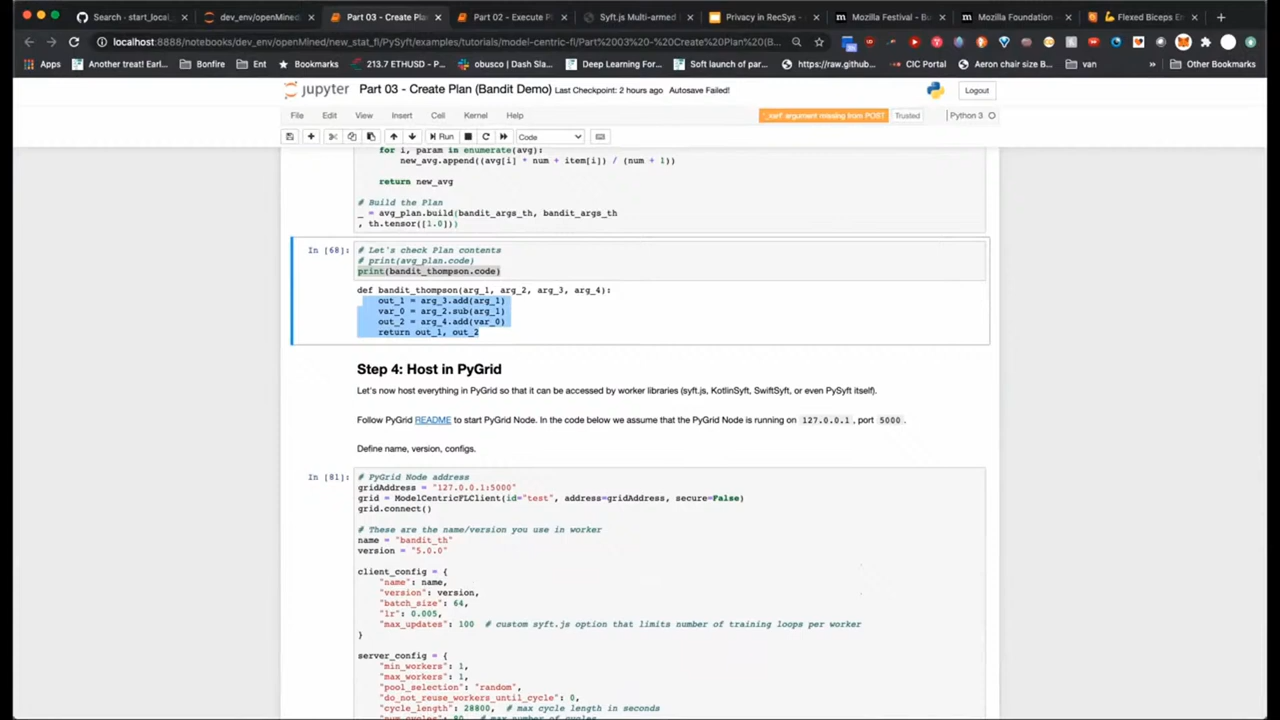 Search - start_local_
dev_env/openMined
Part 03 - Create Plan
Part 02 - Execute P
Syft.js Multi-armed
Privacy in RecSys -
Mozilla Festival - Bu
Mozilla Foundation
Flexed Biceps En
localhost:8888/notebooks/dev_env/openMined/new_stat_fl/PySyft/examples/tutorials/model-centric-fl/Part%2003%20-%20Create%20Plan%20(B...
Apps
Another treat! Earl...
Bonfire
Ent
Bookmarks
213.7 ETHUSD · P...
obusco | Dash Sla...
Deep Learning For...
Soft launch of par...
https://raw.github...
CIC Portal
Aeron chair size B...
van
»
Other Bookmarks
jupyter Part 03 - Create Plan (Bandit Demo) Last Checkpoint: 2 hours ago Autosave Failed!
Logout
File Edit View Insert Cell Kernel Help
'_xsrf' argument missing from POST
Trusted
Python 3
Run
Code
for i, param in enumerate(avg):
new_avg.append((avg[i] * num + item[i]) / (num + 1))
return new_avg
# Build the Plan
_ = avg_plan.build(bandit_args_th, bandit_args_th
, th.tensor([1.0]))
In [68]:
# Let's check Plan contents
# print(avg_plan.code)
print(bandit_thompson.code)
def bandit_thompson(arg_1, arg_2, arg_3, arg_4):
out_1 = arg_3.add(arg_1)
var_0 = arg_2.sub(arg_1)
out_2 = arg_4.add(var_0)
return out_1, out_2
Step 4: Host in PyGrid
Let's now host everything in PyGrid so that it can be accessed by worker libraries (syft.js, KotlinSyft, SwiftSyft, or even PySyft itself).
Follow PyGrid README to start PyGrid Node. In the code below we assume that the PyGrid Node is running on 127.0.0.1 , port 5000 .
Define name, version, configs.
In [81]:
# PyGrid Node address
gridAddress = "127.0.0.1:5000"
grid = ModelCentricFLClient(id="test", address=gridAddress, secure=False)
grid.connect()
# These are the name/version you use in worker
name = "bandit_th"
version = "5.0.0"
client_config = {
"name": name,
"version": version,
"batch_size": 64,
"lr": 0.005,
"max_updates": 100 # custom syft.js option that limits number of training loops per worker
}
server_config = {
"min_workers": 1,
"max_workers": 1,
"pool_selection": "random",
"do_not_reuse_workers_until_cycle": 0,
"cycle_length": 28800, # max cycle length in seconds
"num_cycles": 80, # max number of cycles